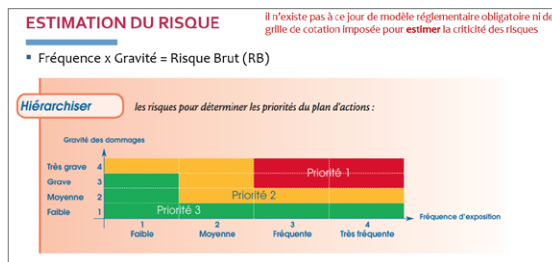 ESTIMATION DU RISQUE
il n'existe pas à ce jour de modèle réglementaire obligatoire ni de
grille de cotation imposée pour estimer la criticité des risques
▪ Fréquence x Gravité = Risque Brut (RB)
Hiérarchiser
les risques pour déterminer les priorités du plan d'actions :
Gravité des dommages
Très grave 4
Priorité 1
Grave 3
Moyenne 2
Priorité 2
Faible 1
Priorité 3
Fréquence d'exposition
1 2 3 4
Faible Moyenne Fréquente Très fréquente